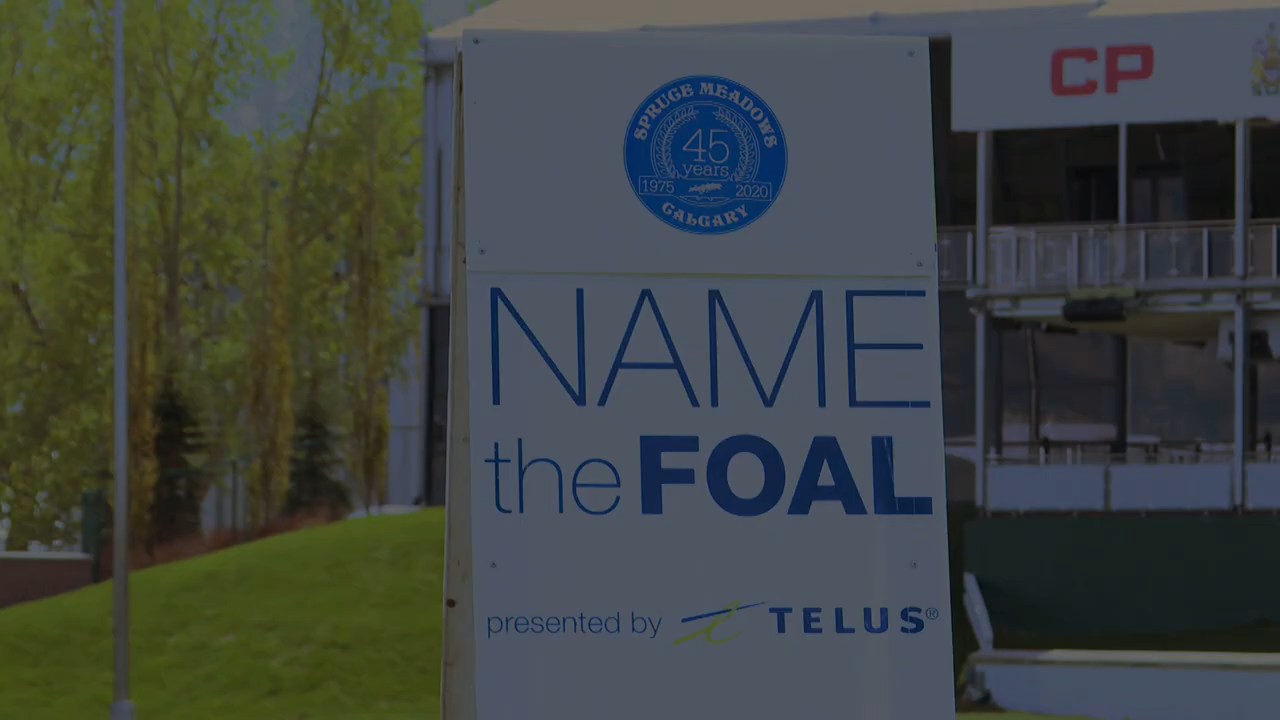 SPRUCE MEADOWS
45
years
1975 2020
CALGARY
CP
NAME
the FOAL
presented by TELUS®